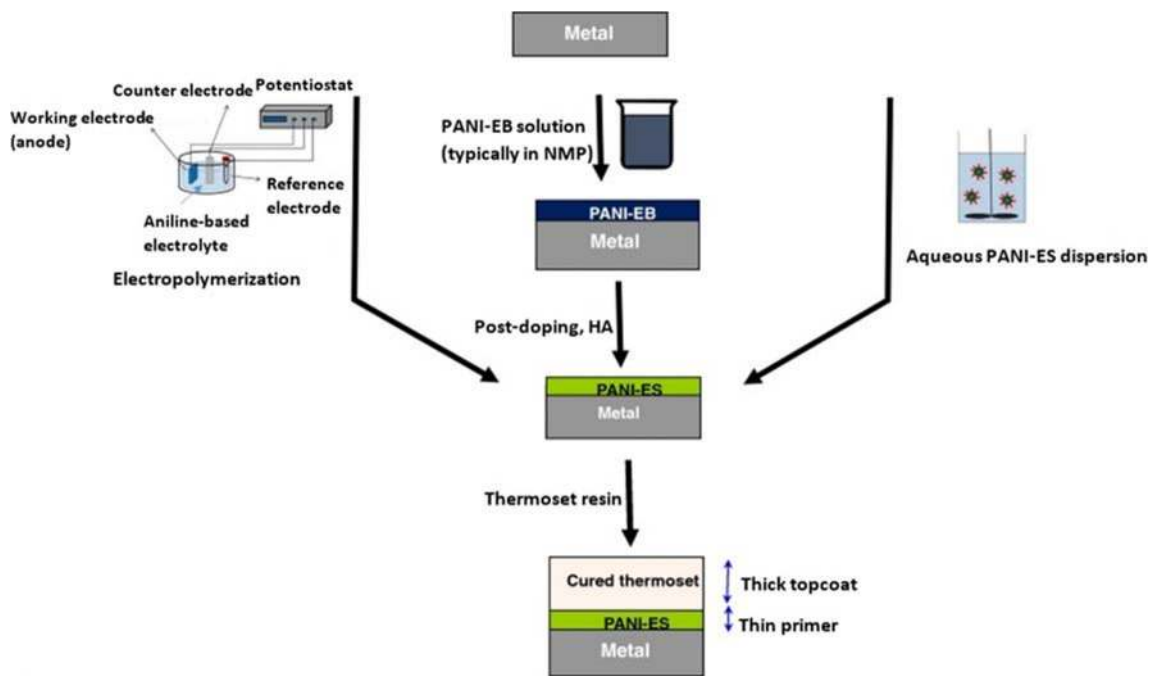 Metal
Counter electrode
Potentiostat
Working electrode
(anode)
Reference
electrode
Aniline-based
electrolyte
Electropolymerization
PANI-EB solution
(typically in NMP)
Aqueous PANI-ES dispersion
PANI-EB
Metal
Post-doping, HA
PANI-ES
Metal
Thermoset resin
Cured thermoset
Thick topcoat
PANI-ES
Thin primer
Metal